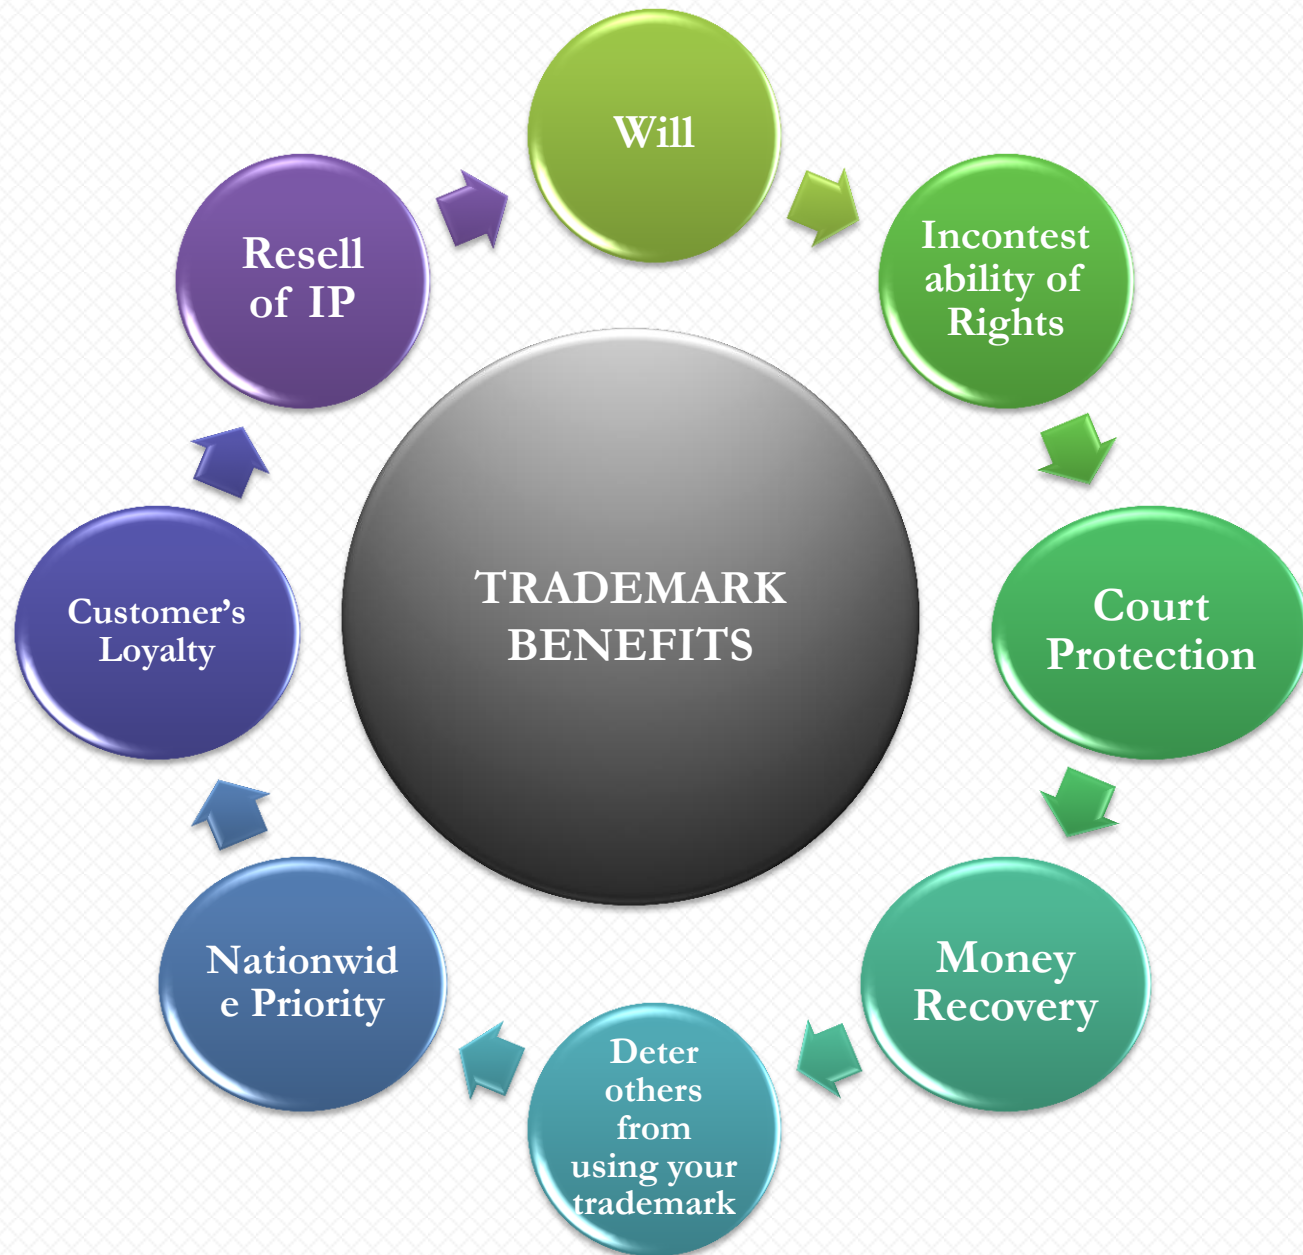 Will
Incontest
ability of
Rights
Court
Protection
Money
Recovery
Deter
others
from
using your
trademark
Nationwid
e Priority
Customer’s
Loyalty
Resell
of IP
TRADEMARK
BENEFITS